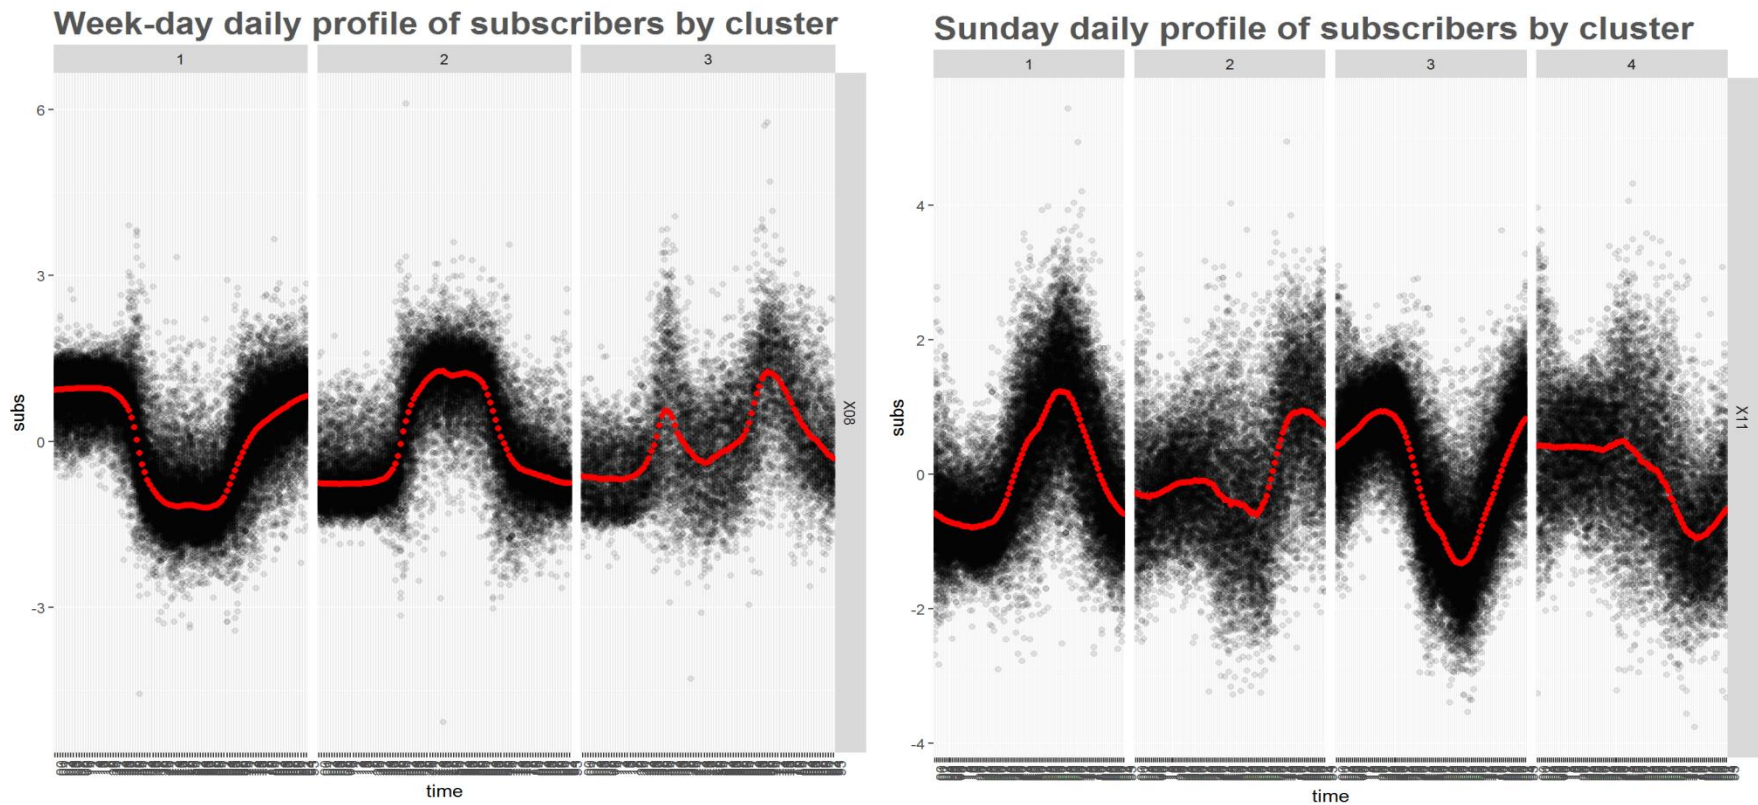 Week-day daily profile of subscribers by cluster
1 2 3
6
3
0
-3
subs
X08
time
Sunday daily profile of subscribers by cluster
1 2 3 4
4
2
0
-2
-4
subs
X11
time